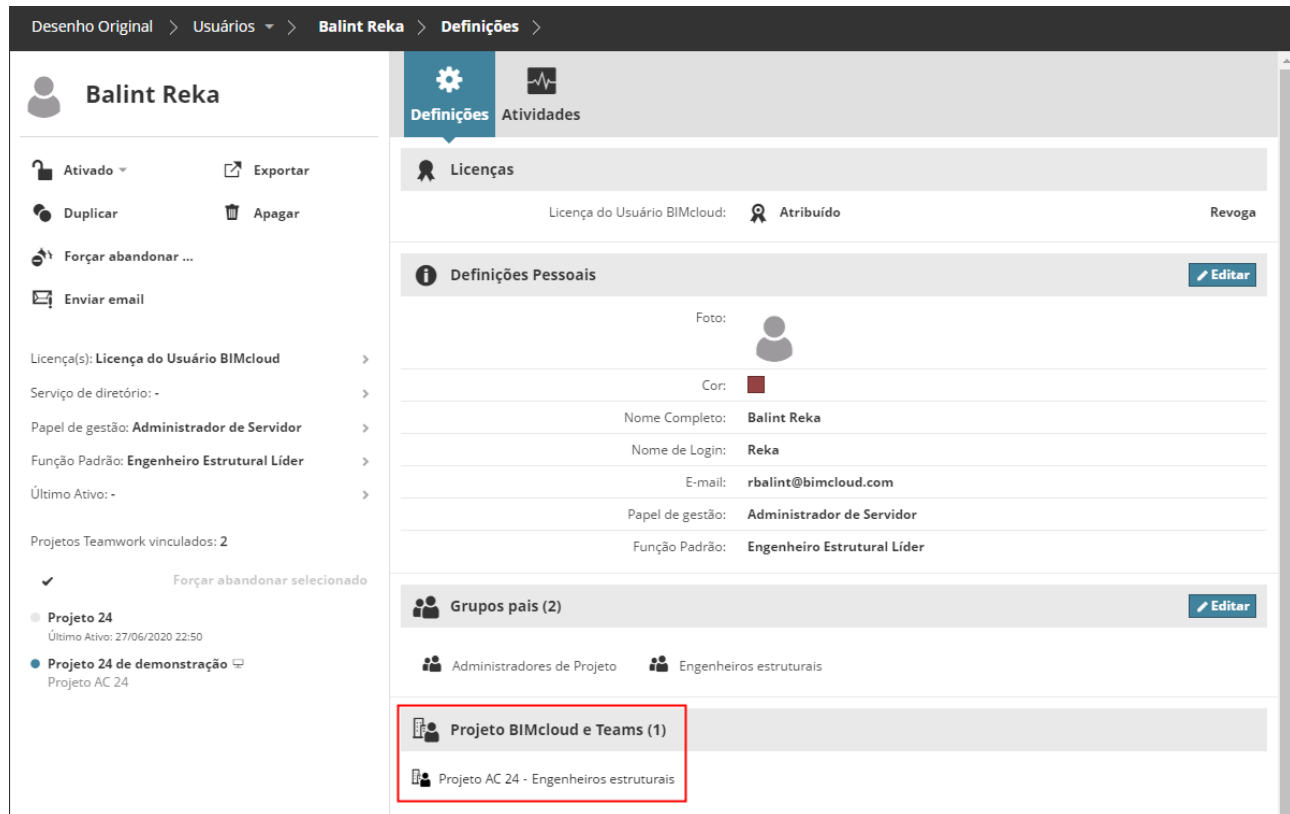 Desenho Original > Usuários > Balint Reka > Definições >
Balint Reka
Ativado
Exportar
Duplicar
Apagar
Forçar abandonar ...
Enviar email
Licença(s): Licença do Usuário BIMcloud
Serviço de diretório: -
Papel de gestão: Administrador de Servidor
Função Padrão: Engenheiro Estrutural Líder
Último Ativo: -
Projetos Teamwork vinculados: 2
Forçar abandonar selecionado
Projeto 24
Último Ativo: 27/06/2020 22:50
Projeto 24 de demonstração
Projeto AC 24
Definições
Atividades
Licenças
Licença do Usuário BIMcloud: Atribuído Revoga
Definições Pessoais
Editar
Foto:
Cor:
Nome Completo: Balint Reka
Nome de Login: Reka
E-mail: rbalint@bimcloud.com
Papel de gestão: Administrador de Servidor
Função Padrão: Engenheiro Estrutural Líder
Grupos pais (2)
Editar
Administradores de Projeto
Engenheiros estruturais
Projeto BIMcloud e Teams (1)
Projeto AC 24 - Engenheiros estruturais